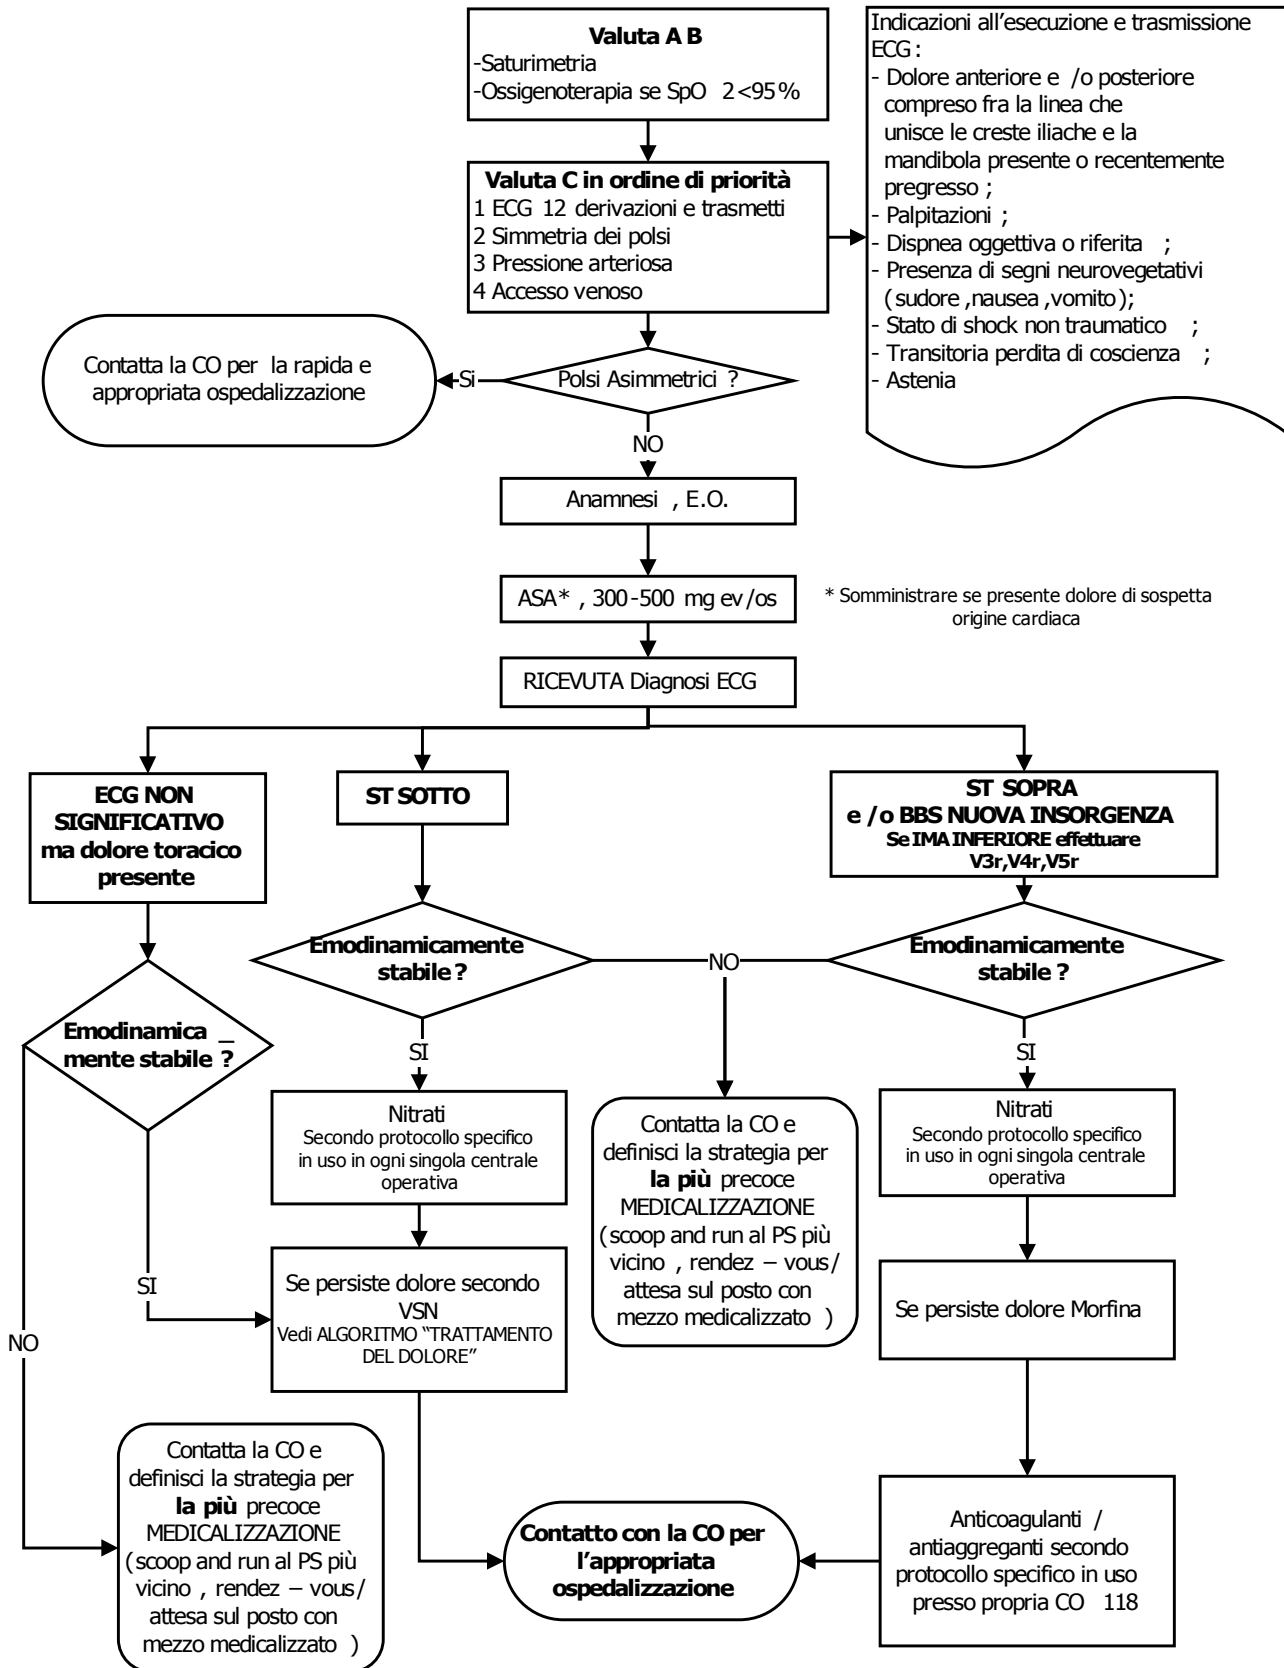 Valuta A B
-Saturimetria
-Ossigenoterapia se SpO 2<95%
Indicazioni all'esecuzione e trasmissione
ECG :
- Dolore anteriore e /o posteriore
compreso fra la linea che
unisce le creste iliache e la
mandibola presente o recentemente
pregresso ;
- Palpitazioni ;
- Dispnea oggettiva o riferita ;
- Presenza di segni neurovegetativi
(sudore ,nausea ,vomito);
- Stato di shock non traumatico ;
- Transitoria perdita di coscienza ;
- Astenia
Valuta C in ordine di priorità
1 ECG 12 derivazioni e trasmetti
2 Simmetria dei polsi
3 Pressione arteriosa
4 Accesso venoso
Contatta la CO per la rapida e
appropriata ospedalizzazione
Si
Polsi Asimmetrici ?
NO
Anamnesi , E.O.
ASA* , 300-500 mg ev/os
* Somministrare se presente dolore di sospetta
origine cardiaca
RICEVUTA Diagnosi ECG
ECG NON
SIGNIFICATIVO
ma dolore toracico
presente
ST SOTTO
ST SOPRA
e /o BBS NUOVA INSORGENZA
Se IMA INFERIORE effettuare
V3r,V4r,V5r
Emodinamicamente
stabile ?
NO
Emodinamicamente
stabile ?
Emodinamica _
mente stabile ?
SI
SI
Nitrati
Secondo protocollo specifico
in uso in ogni singola centrale
operativa
Contatta la CO e
definisci la strategia per
la più precoce
MEDICALIZZAZIONE
(scoop and run al PS più
vicino , rendez – vous/
attesa sul posto con
mezzo medicalizzato )
Nitrati
Secondo protocollo specifico
in uso in ogni singola centrale
operativa
SI
NO
Se persiste dolore secondo
VSN
Vedi ALGORITMO "TRATTAMENTO
DEL DOLORE"
Se persiste dolore Morfina
Contatta la CO e
definisci la strategia per
la più precoce
MEDICALIZZAZIONE
(scoop and run al PS più
vicino , rendez – vous/
attesa sul posto con
mezzo medicalizzato )
Contatto con la CO per
l'appropriata
ospedalizzazione
Anticoagulanti /
antiaggreganti secondo
protocollo specifico in uso
presso propria CO 118